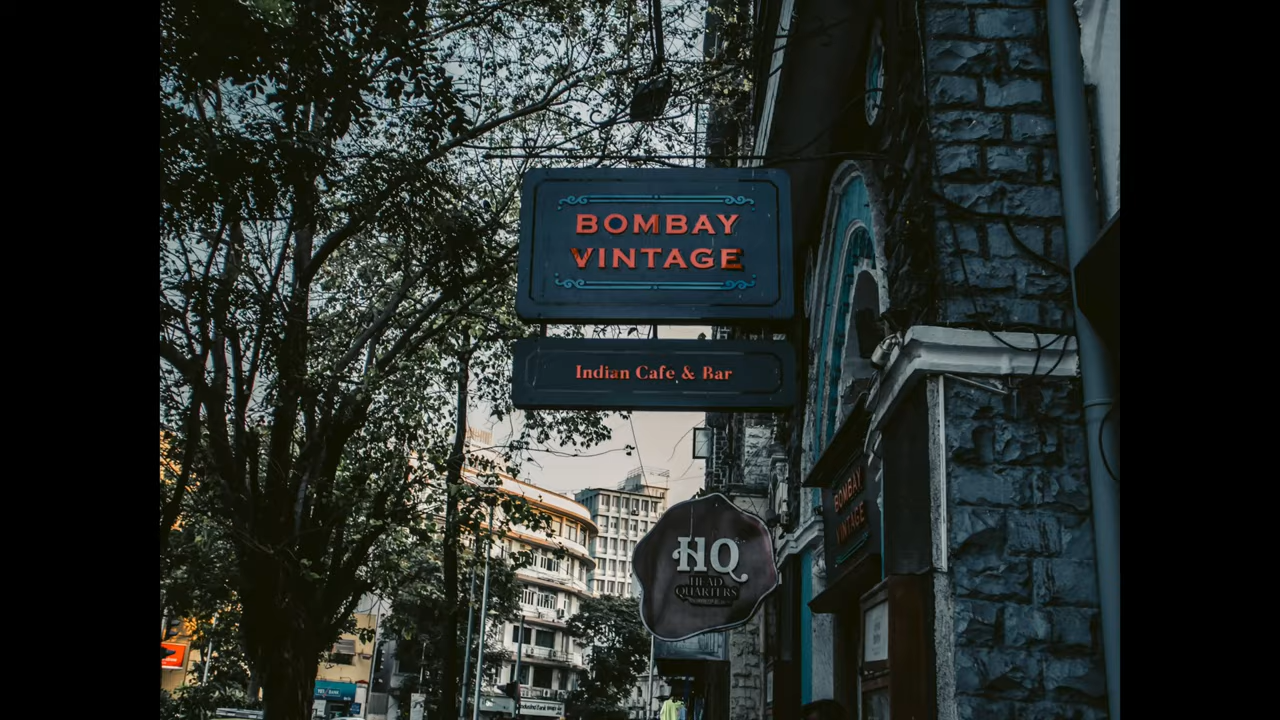 BOMBAY
VINTAGE
Indian Cafe & Bar
HQ
HEAD
QUARTERS
BOMBAY
VINTAGE